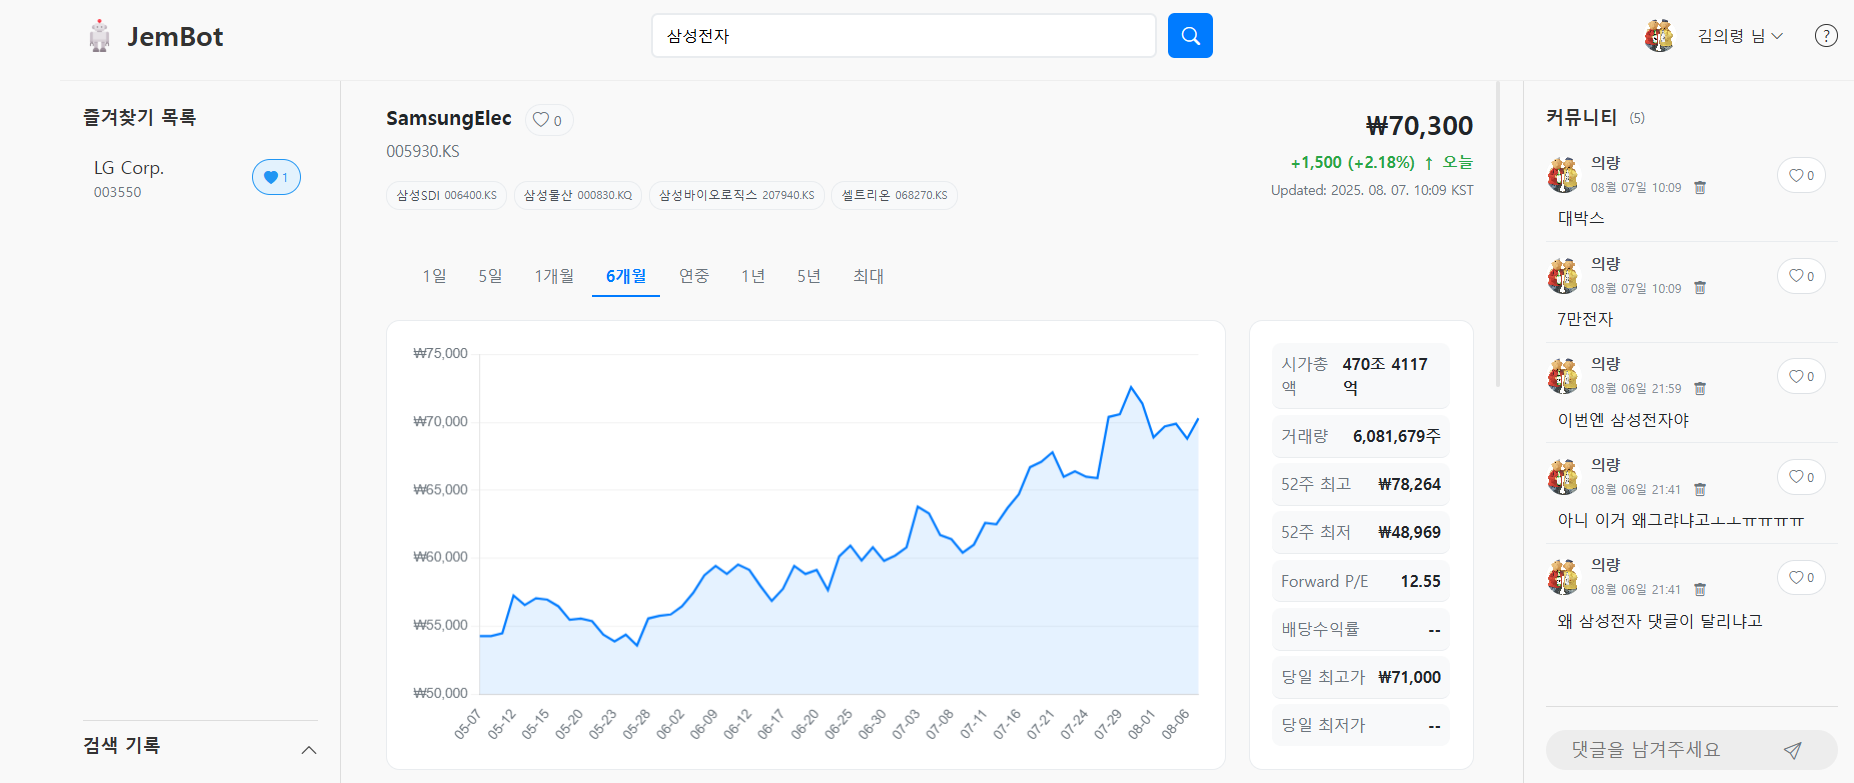 JemBot
삼성전자
김의령 님
?
즐겨찾기 목록
LG Corp.
003550
1
검색 기록
SamsungElec
0
005930.KS
₩70,300
+1,500 (+2.18%) ↑ 오늘
Updated: 2025. 08. 07. 10:09 KST
삼성SDI 006400.KS
삼성물산 000830.KQ
삼성바이오로직스 207940.KS
셀트리온 068270.KS
1일 5일 1개월 6개월 연중 1년 5년 최대
₩75,000
₩70,000
₩65,000
₩60,000
₩55,000
₩50,000
05-07 05-12 05-15 05-20 05-23 05-28 06-02 06-09 06-12 06-17 06-20 06-25 06-30 07-03 07-08 07-11 07-16 07-21 07-24 07-29 08-01 08-06
시가총 470조 4117
액 억
거래량 6,081,679주
52주 최고 ₩78,264
52주 최저 ₩48,969
Forward P/E 12.55
배당수익률 --
당일 최고가 ₩71,000
당일 최저가 --
커뮤니티 (5)
의량
08월 07일 10:09
0
대박스
의량
08월 07일 10:09
0
7만전자
의량
08월 06일 21:59
0
이번엔 삼성전자야
의량
08월 06일 21:41
0
아니 이거 왜그랴냐고ㅗㅗㅠㅠㅠㅠ
의량
08월 06일 21:41
0
왜 삼성전자 댓글이 달리냐고
댓글을 남겨주세요